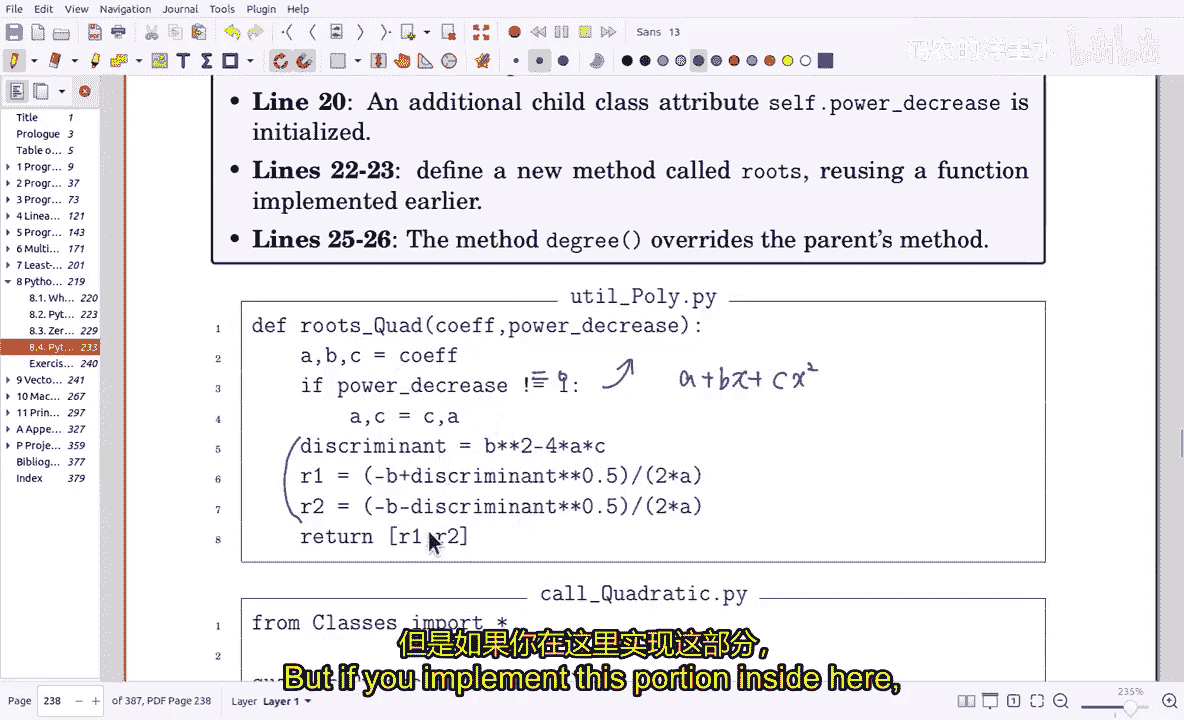 File Edit View Navigation Journal Tools Plugin Help
Sans 13
Title 1
Prologue 3
Table o... 5
1 Progr... 9
2 Progr... 37
3 Progr... 73
4 Linea... 121
5 Progr... 143
6 Multi... 171
7 Least-... 201
8 Pytho... 219
8.1. Wh... 220
8.2. Pyt... 223
8.3. Zer... 229
8.4. Pyt... 233
Exercis... 240
9 Vecto... 241
10 Mac... 267
11 Prin... 297
A Appe... 327
P Proje... 359
Bibliog... 377
Index 379
• Line 20: An additional child class attribute self.power_decrease is
initialized.
• Lines 22-23: define a new method called roots, reusing a function
implemented earlier.
• Lines 25-26: The method degree() overrides the parent's method.
util_Poly.py
1 def roots_Quad(coeff,power_decrease):
2 a,b,c = coeff
3 if power_decrease != 1: a+bx+cx²
4 a,c = c,a
5 discriminant = b**2-4*a*c
6 r1 = (-b+discriminant**0.5)/(2*a)
7 r2 = (-b-discriminant**0.5)/(2*a)
8 return [r1,r2]
call_Quadratic.py
1 from Classes import *
2
但是如果你在这里实现这部分,
But if you implement this portion inside here,
Page 238 of 387, PDF Page 238 Layer Layer 1 235%